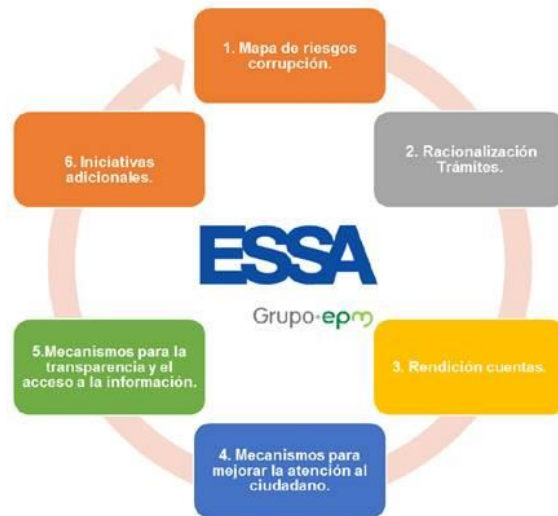 1. Mapa de riesgos
corrupción.
2. Racionalización
Trámites.
3. Rendición cuentas.
4. Mecanismos para
mejorar la atención al
ciudadano.
5.Mecanismos para la
transparencia y el
acceso a la información.
6. Iniciativas
adicionales.
ESSA
Grupo·epm